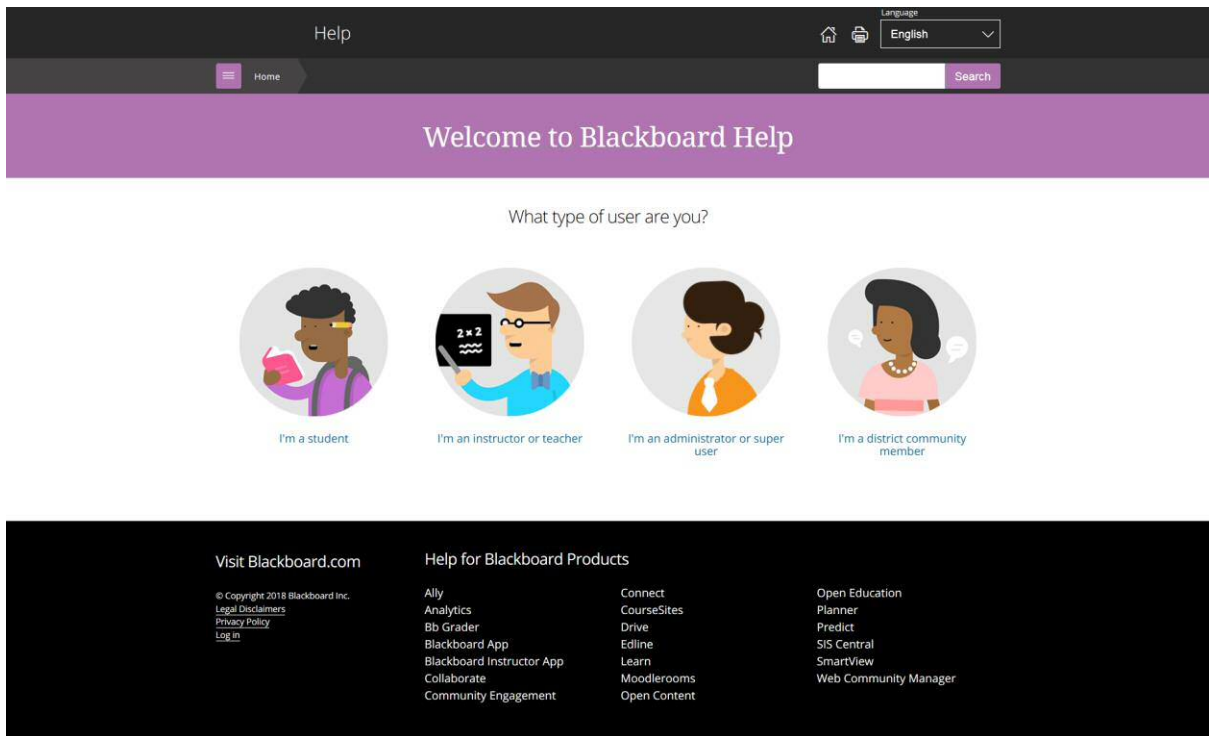 Language
Help
English
Home
Search
Welcome to Blackboard Help
What type of user are you?
2 × 2
I'm a student
I'm an instructor or teacher
I'm an administrator or super
user
I'm a district community
member
Visit Blackboard.com
© Copyright 2018 Blackboard Inc.
Legal Disclaimers
Privacy Policy
Log in
Help for Blackboard Products
Ally
Analytics
Bb Grader
Blackboard App
Blackboard Instructor App
Collaborate
Community Engagement
Connect
CourseSites
Drive
Edline
Learn
Moodlerooms
Open Content
Open Education
Planner
Predict
SIS Central
SmartView
Web Community Manager